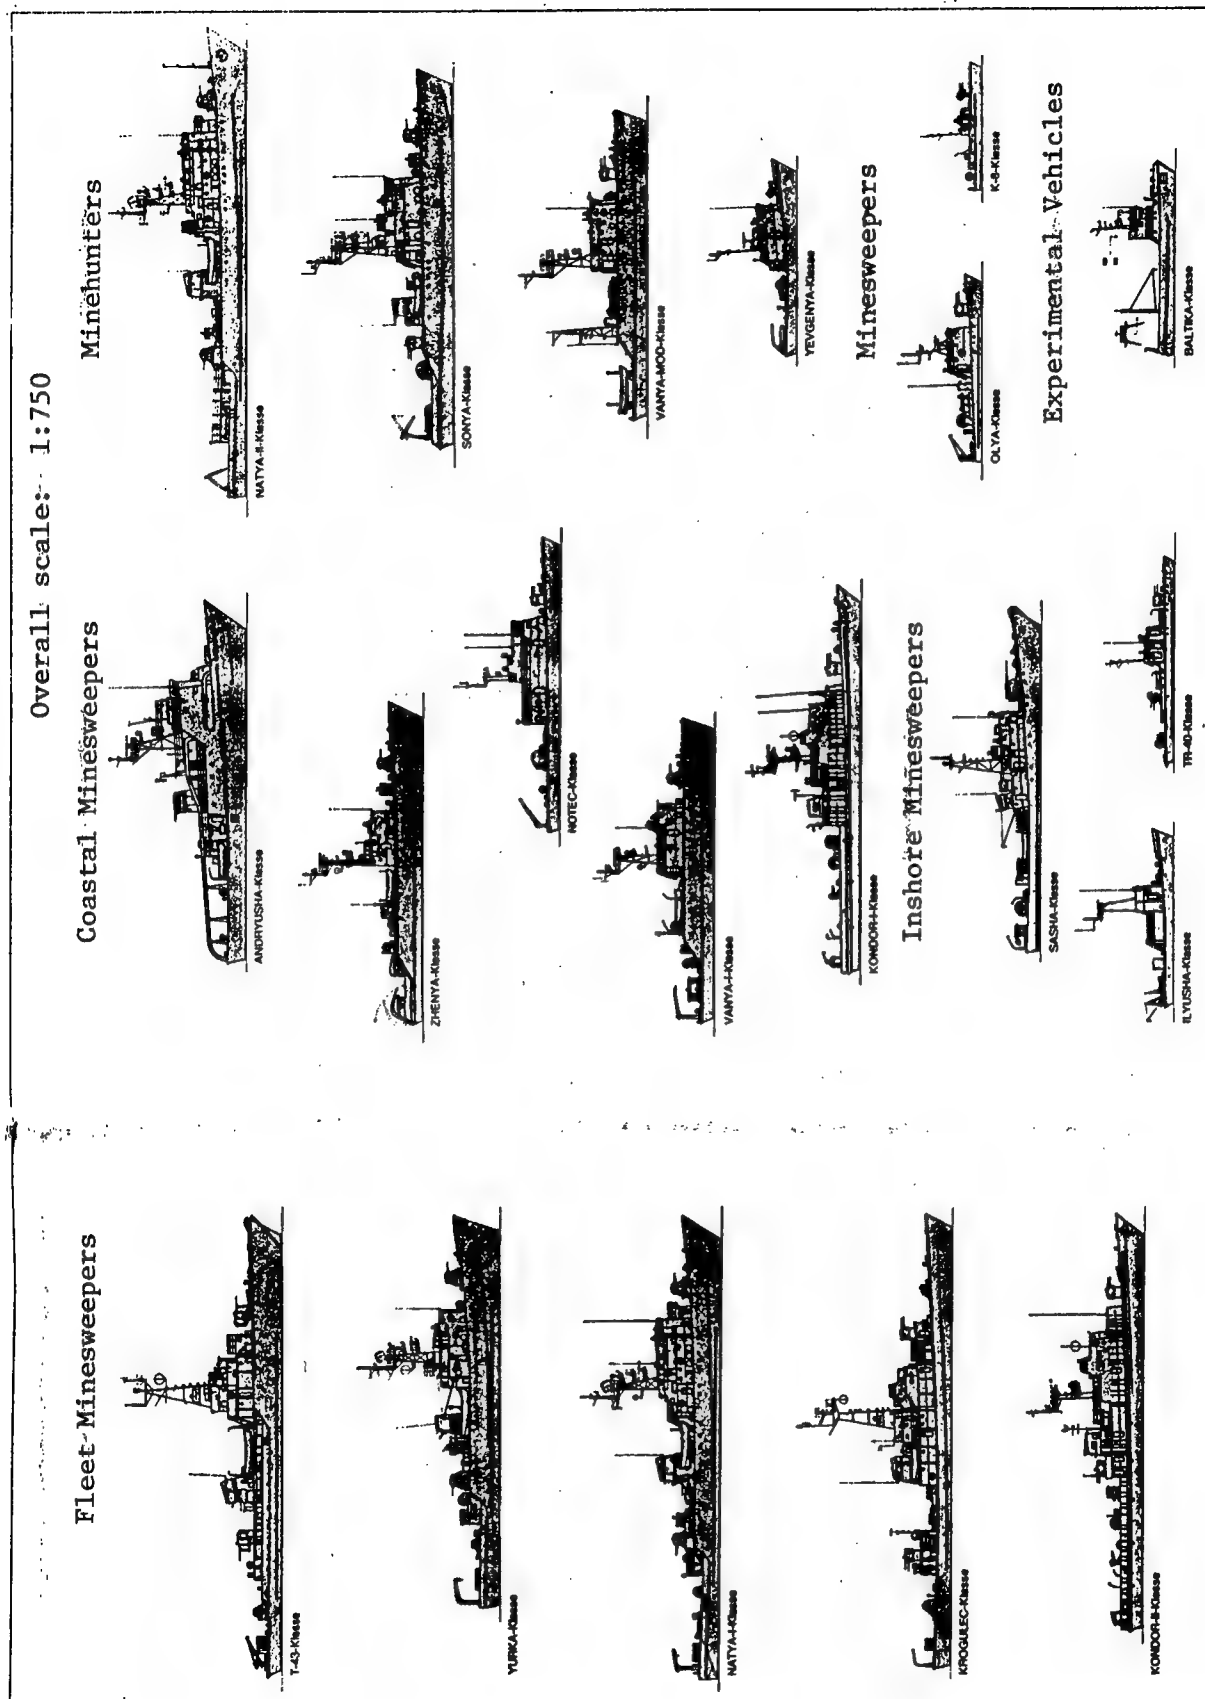 Overall scale: 1:750
Fleet Minesweepers
T-43-Klasse
YURKA-Klasse
NATYA-I-Klasse
KROGULEC-Klasse
KONDOR-II-Klasse
Coastal Minesweepers
ANDRYUSHA-Klasse
ZHENYA-Klasse
NOTEC-Klasse
VANYA-I-Klasse
KONDOR-I-Klasse
Inshore Minesweepers
SASHA-Klasse
ILYUSHA-Klasse
TR-40-Klasse
Minehunters
NATYA-II-Klasse
SONYA-Klasse
VANYA-MOD-Klasse
YEVGENYA-Klasse
Minesweepers
OLYA-Klasse
K-8-Klasse
Experimental Vehicles
BALTIKA-Klasse